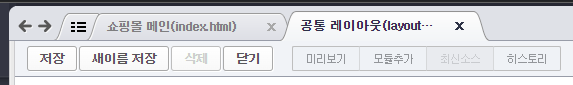 쇼핑몰 메인(index.html) x 공통 레이아웃(layout··· x
저장 새이름 저장 삭제 닫기 미리보기 모듈추가 최신소스 히스토리